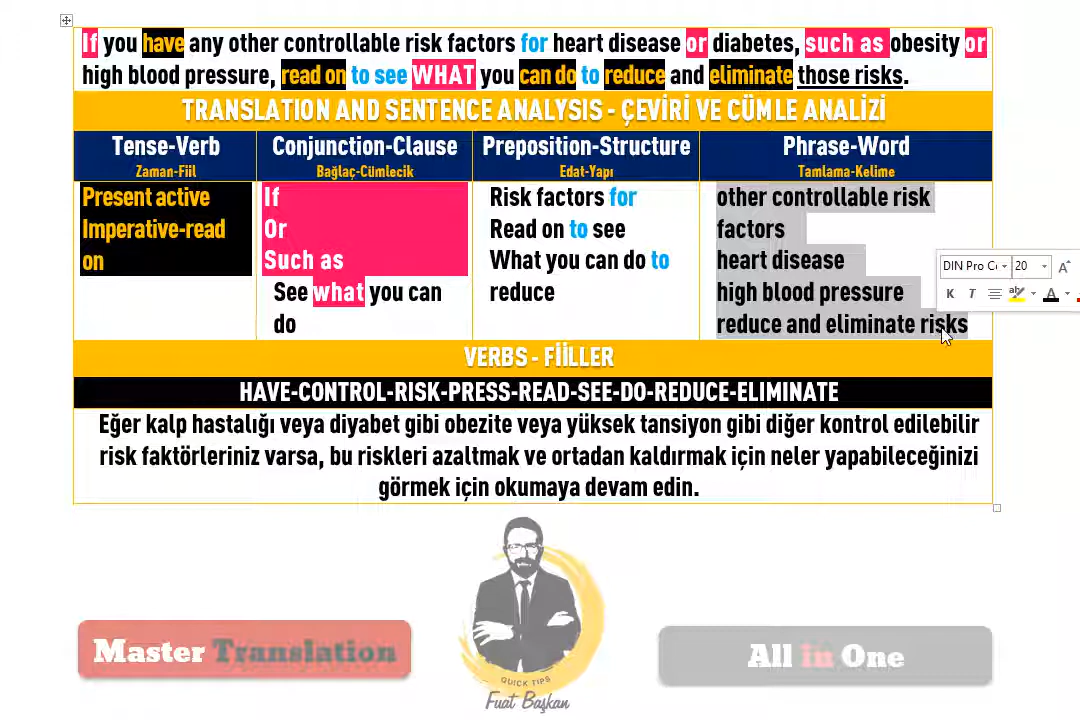 If you have any other controllable risk factors for heart disease or diabetes, such as obesity or
high blood pressure, read on to see WHAT you can do to reduce and eliminate those risks.
TRANSLATION AND SENTENCE ANALYSIS - ÇEVİRİ VE CÜMLE ANALİZİ
Tense-Verb Conjunction-Clause Preposition-Structure Phrase-Word
Zaman-Fiil Bağlaç-Cümlecik Edat-Yapı Tamlama-Kelime
Present active
Imperative-read
on
If
Or
Such as
See what you can
do
Risk factors for
Read on to see
What you can do to
reduce
other controllable risk
factors
heart disease
high blood pressure
reduce and eliminate risks
DIN Pro 20 A
K T A
VERBS - FİİLLER
HAVE-CONTROL-RISK-PRESS-READ-SEE-DO-REDUCE-ELIMINATE
Eğer kalp hastalığı veya diyabet gibi obezite veya yüksek tansiyon gibi diğer kontrol edilebilir
risk faktörleriniz varsa, bu riskleri azaltmak ve ortadan kaldırmak için neler yapabileceğinizi
görmek için okumaya devam edin.
Master Translation
QUICK TIPS
Fuat Başkan
All in One